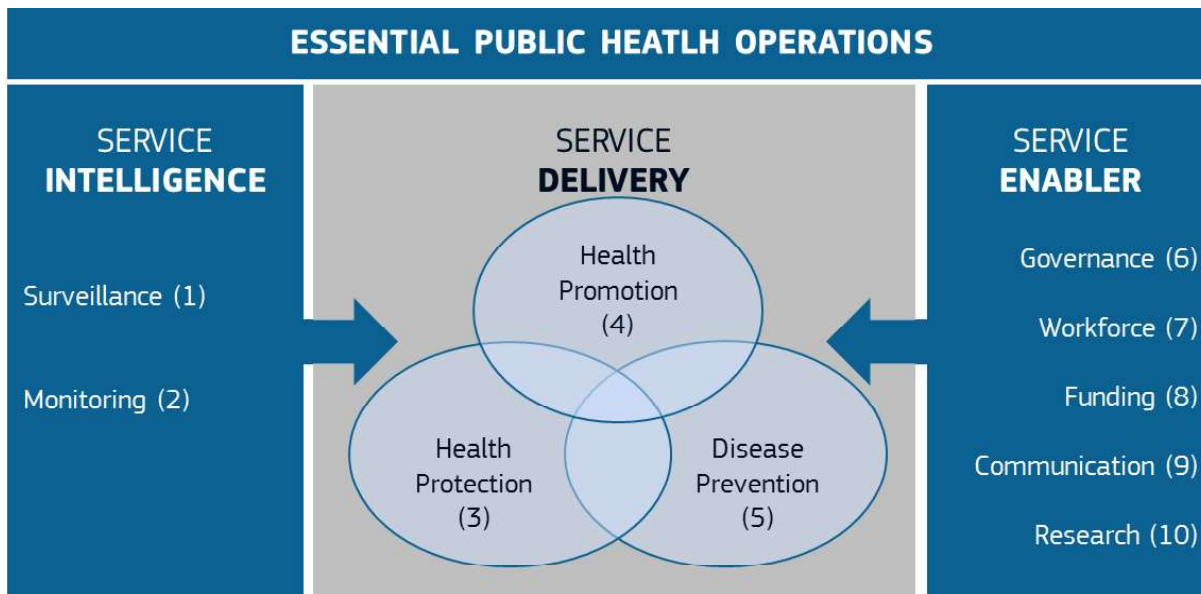 ESSENTIAL PUBLIC HEATLH OPERATIONS
SERVICE
INTELLIGENCE
Surveillance (1)
Monitoring (2)
SERVICE
DELIVERY
Health
Promotion
(4)
Health
Protection
(3)
Disease
Prevention
(5)
SERVICE
ENABLER
Governance (6)
Workforce (7)
Funding (8)
Communication (9)
Research (10)